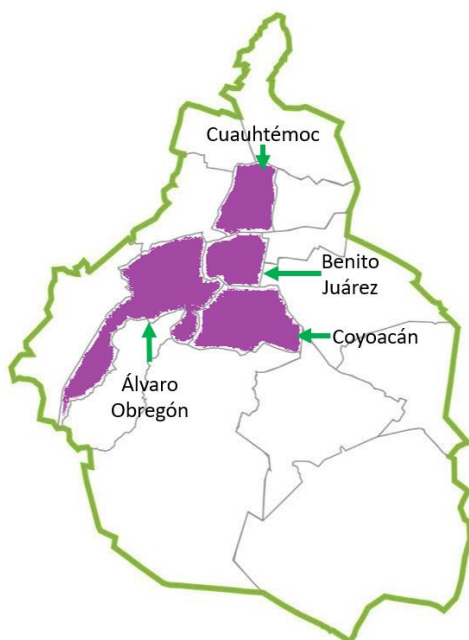 Cuauhtémoc
Benito
Juárez
Coyoacán
Álvaro
Obregón